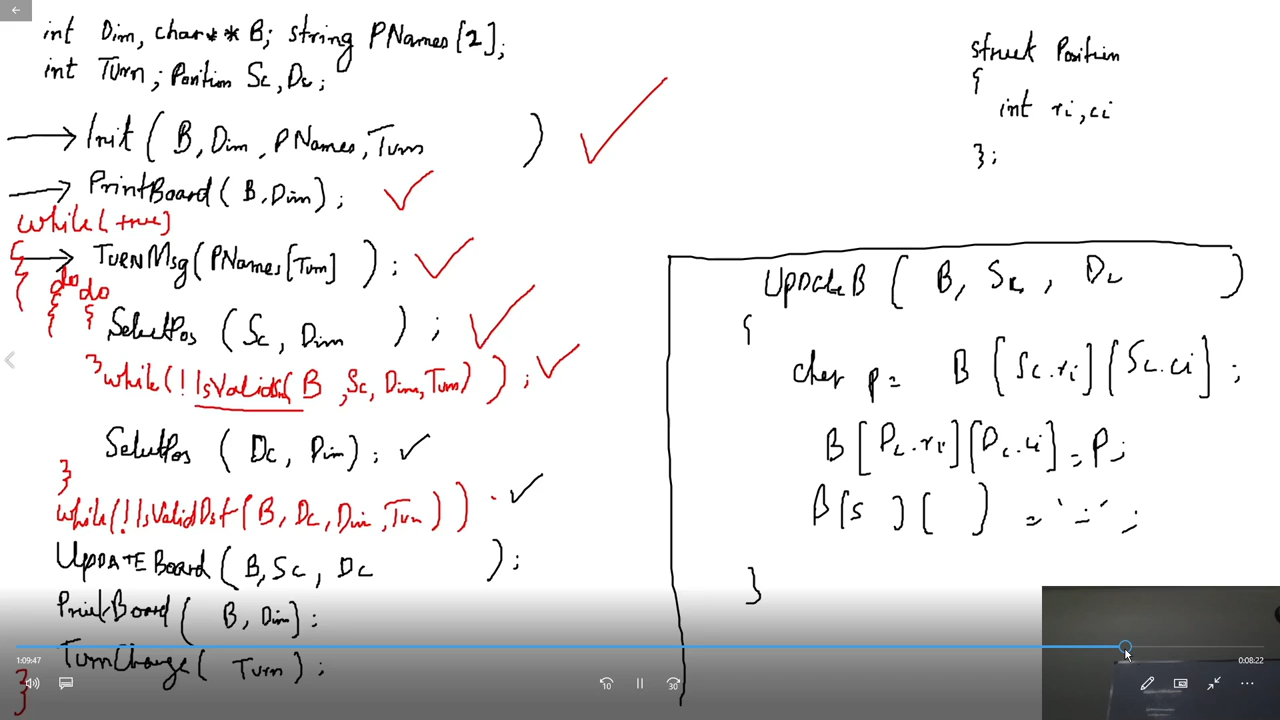 int Dim, char** B; string PNames[2];
int Turn; Position Sc, Dc;
Init( B, Dim, PNames, Turn )
PrintBoard( B, Dim);
while( true)
{
TurnMsg( PNames[Turn] );
do
{
do
{
SelectPos ( Sc, Dim );
}while(! IsValidSrc( B, Sc, Dim, Turn) );
SelectPos ( Dc, Dim);
}
while(! IsValidDst( B, Dc, Dim, Turn) )
UPDATEBoard ( B, Sc, Dc );
PrintBoard ( B, Dim);
TurnChange( Turn );
}
struct Position
{
int ri, ci
};
UPDateB ( B, Sc, Dc )
{
char p = B [Sc.ri][Sc.ci];
B [Dc.ri][Dc.ci] = P;
B[s ][ ] = '-';
}
1:09:47
0:08:22
10
30